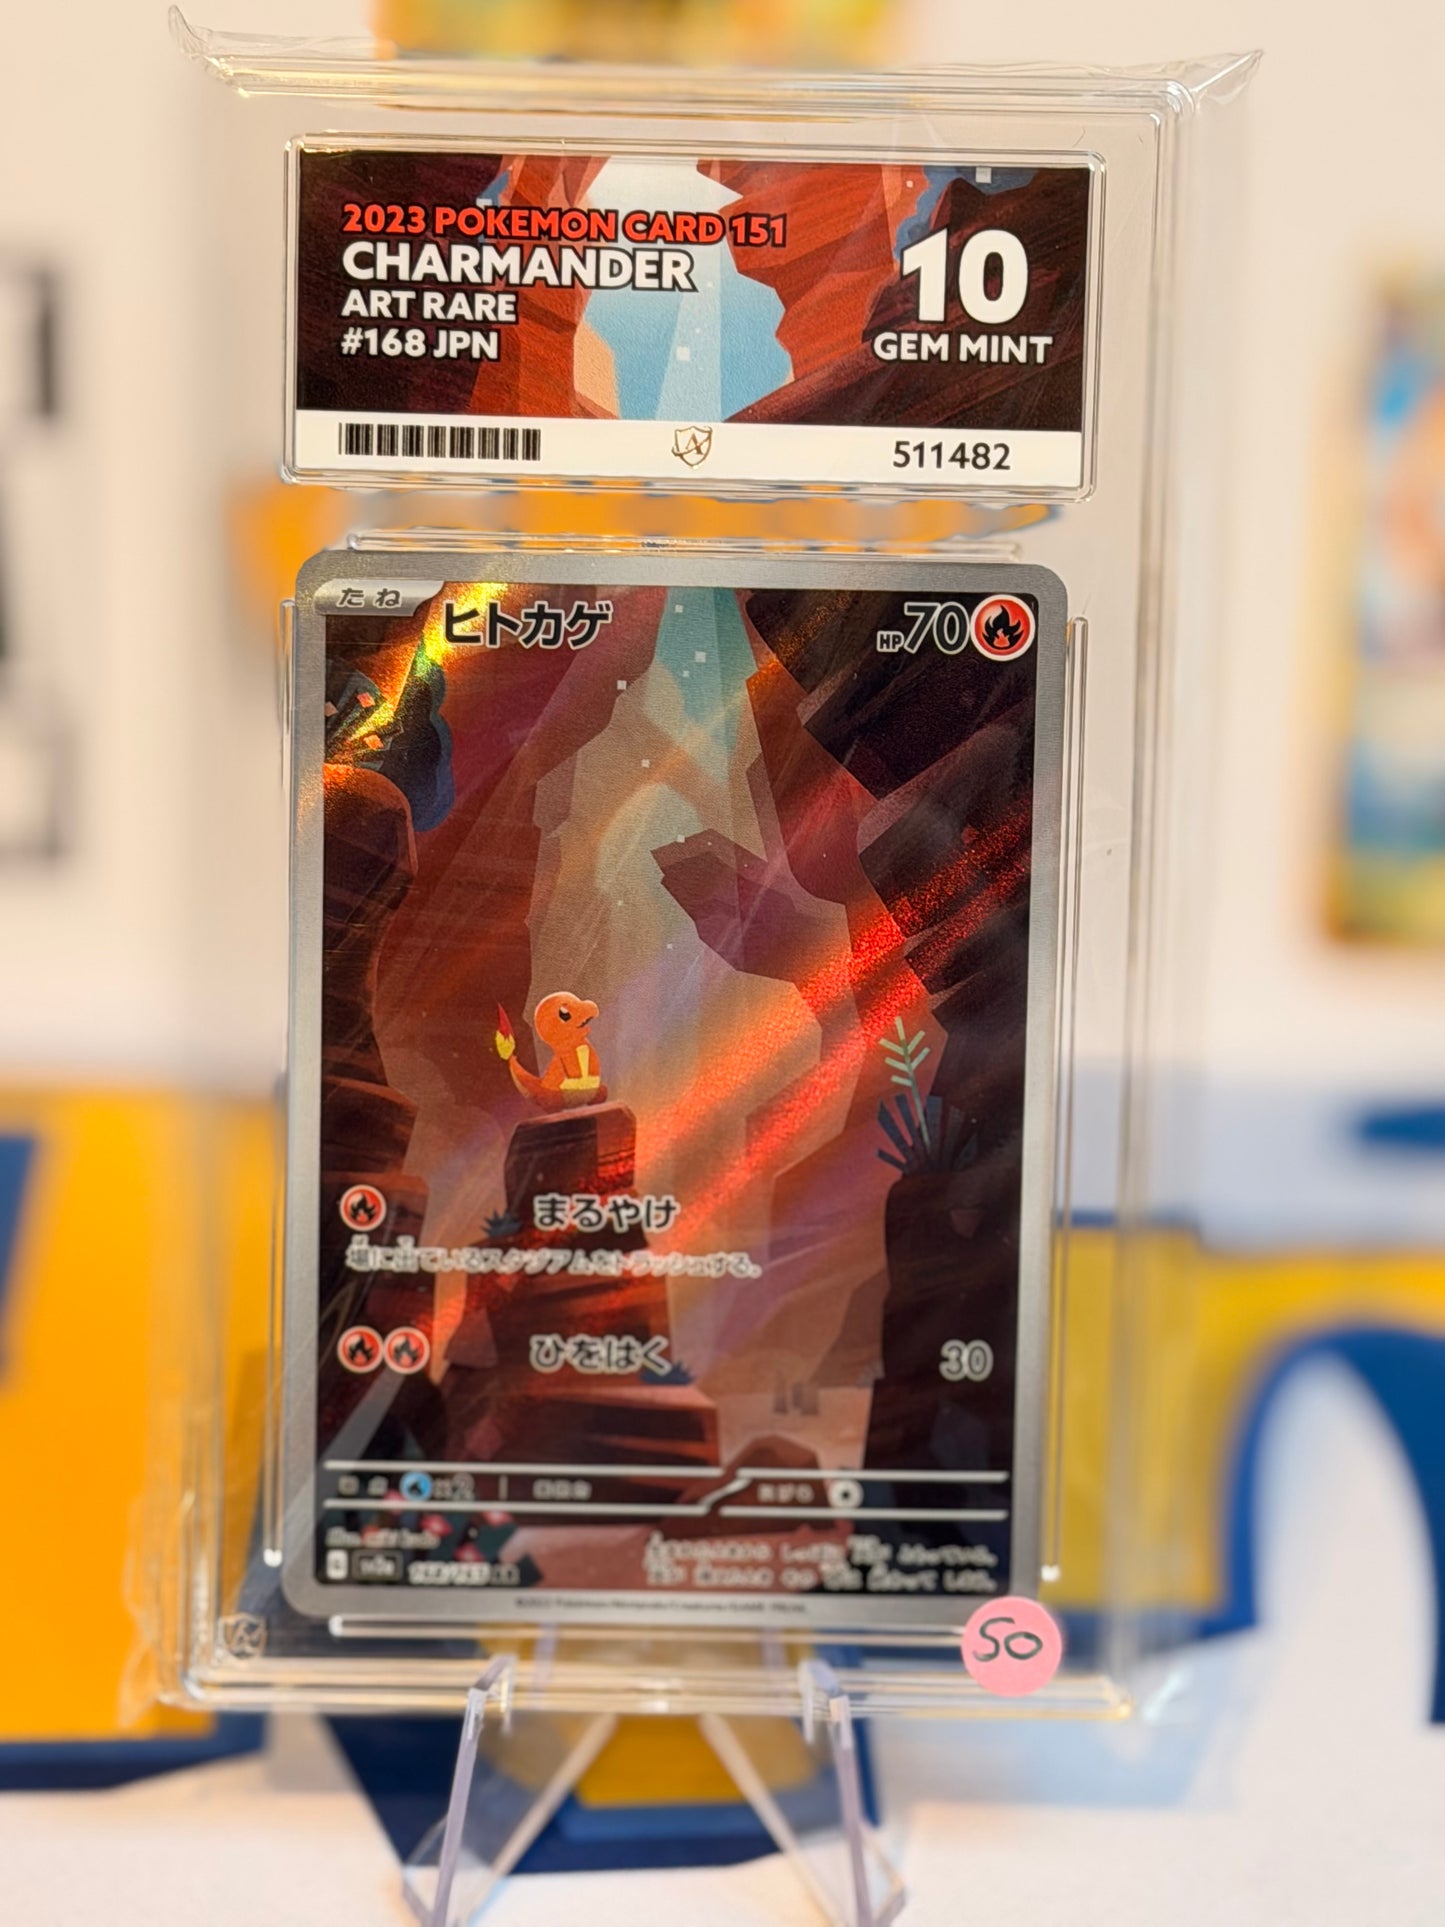 2023 POKEMON CARD 151
CHARMANDER
ART RARE
#168 JPN
10
GEM MINT
511482
たね
ヒトカゲ
HP70
まるやけ
場に出ているスタジアムをトラッシュする。
ひをはく 30
50